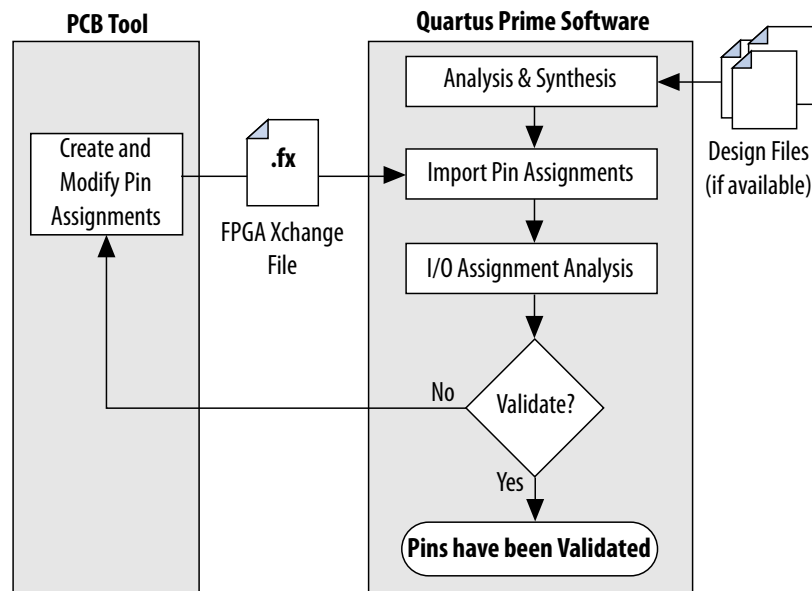 PCB Tool
Quartus Prime Software
Analysis & Synthesis
Design Files
(if available)
Create and
Modify Pin
Assignments
.fx
FPGA Xchange
File
Import Pin Assignments
I/O Assignment Analysis
No
Validate?
Yes
Pins have been Validated